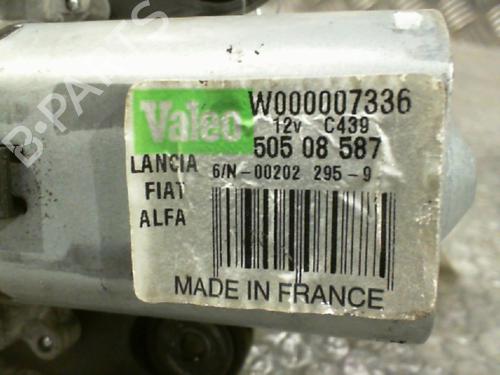 Valeo
W000007336
12v C439
505 08 587
LANCIA
6/N-00202 295-9
FIAT
ALFA
MADE IN FRANCE
B-PARTS